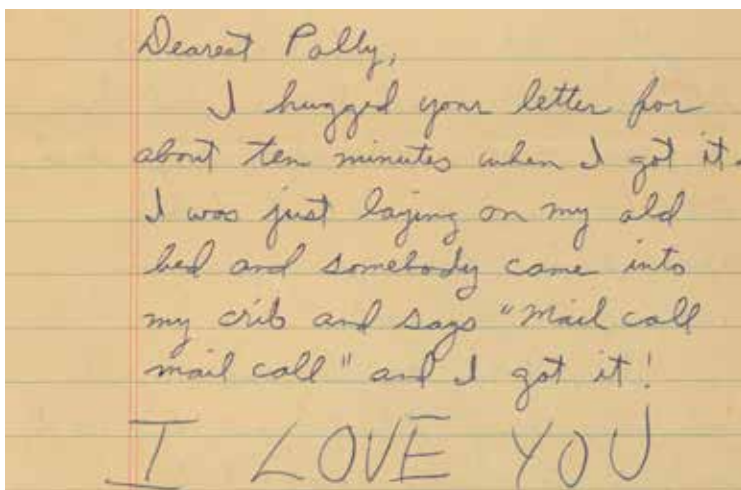 Dearest Polly,
I hugged your letter for
about ten minutes when I got it.
I was just laying on my old
bed and somebody came into
my crib and says "Mail call
mail call" and I got it!
I LOVE YOU